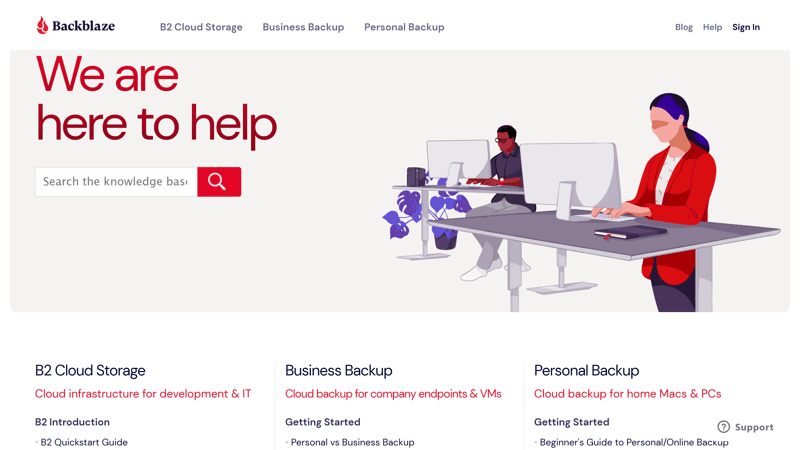 Backblaze
B2 Cloud Storage
Business Backup
Personal Backup
Blog
Help
Sign In
We are
here to help
Search the knowledge base
B2 Cloud Storage
Cloud infrastructure for development & IT
B2 Introduction
B2 Quickstart Guide
Business Backup
Cloud backup for company endpoints & VMs
Getting Started
Personal vs Business Backup
Personal Backup
Cloud backup for home Macs & PCs
Getting Started
Beginner's Guide to Personal/Online Backup
Support